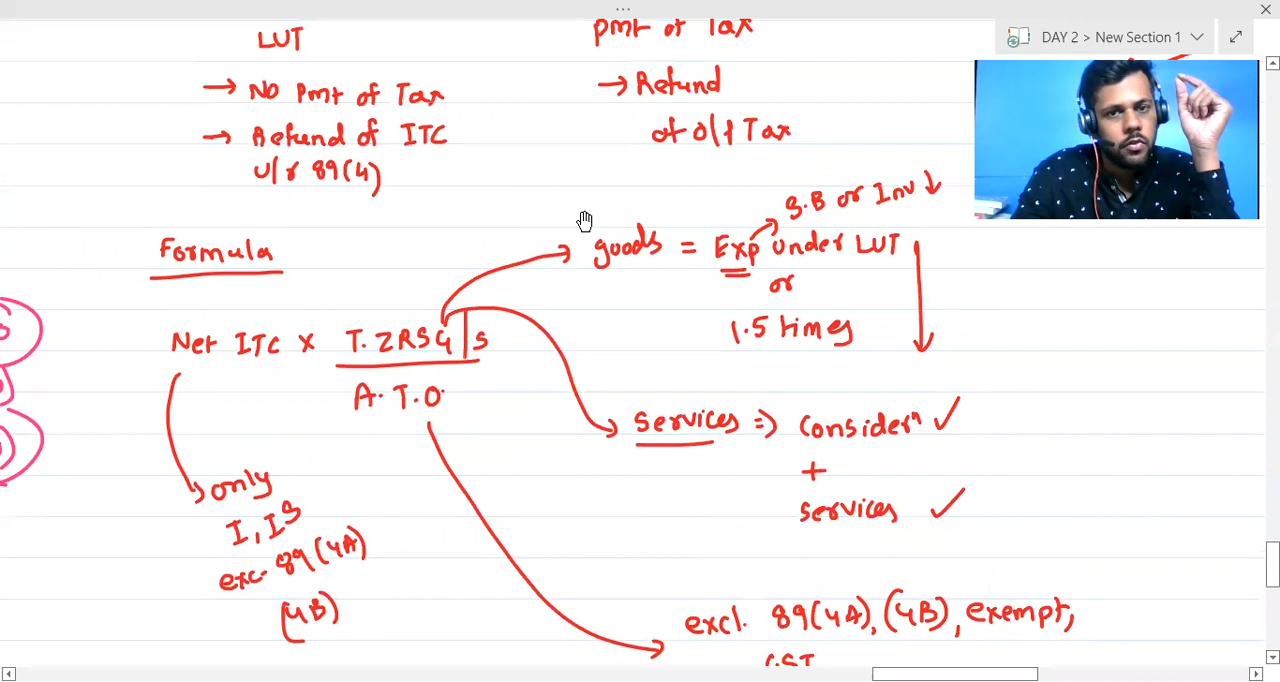 DAY 2 > New Section 1
LUT
→ No Pmt of Tax
→ Refund of ITC
u/r 89(4)
Pmt of Tax
→ Refund
of O/P Tax
Formula
Net ITC x T. ZRSG|S
A.T.O.
goods = Exp under LUT
S.B or Inv ↓
or
1.5 times
services => Considern ✓
+
services ✓
only
I, IS
exc. 89(4A)
(4B)
excl. 89(4A), (4B), exempt,